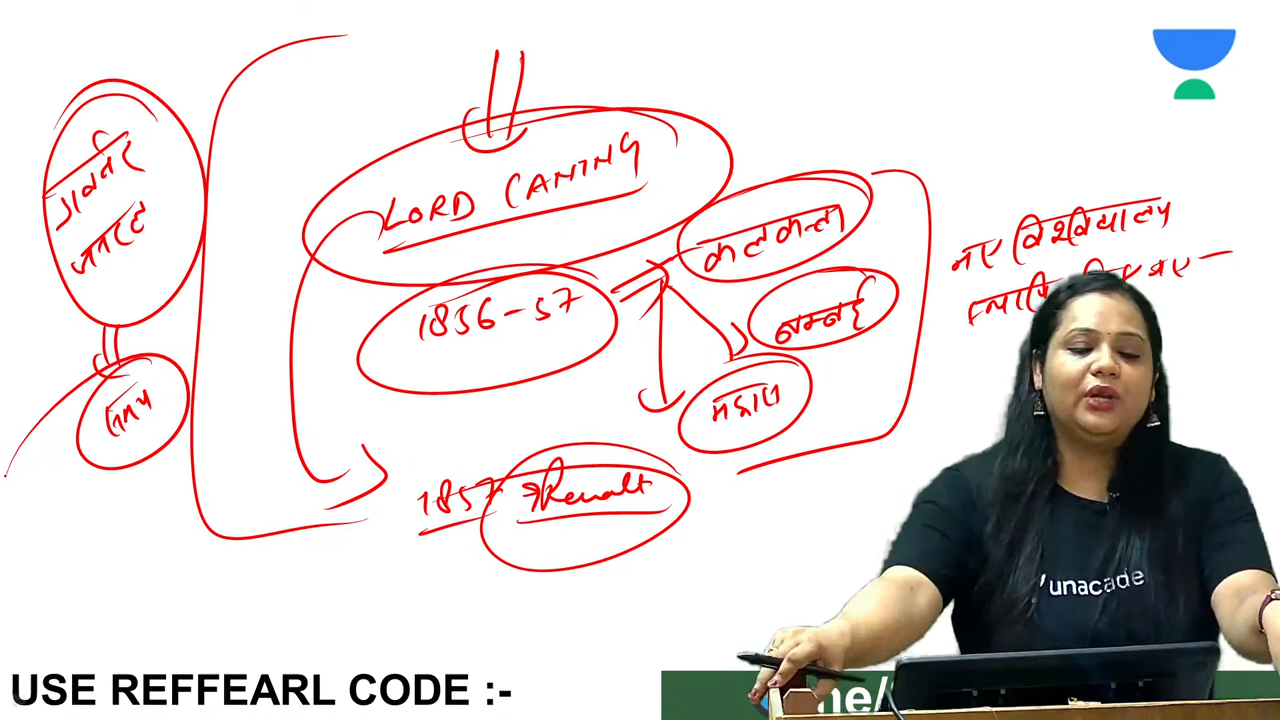 LORD CANING
गवर्नर
जनरल
कलकत्ता
1856-57
बम्बई
मद्रास
नए विश्वविद्यालय
1857
unacade
USE REFFEARL CODE :-
me/